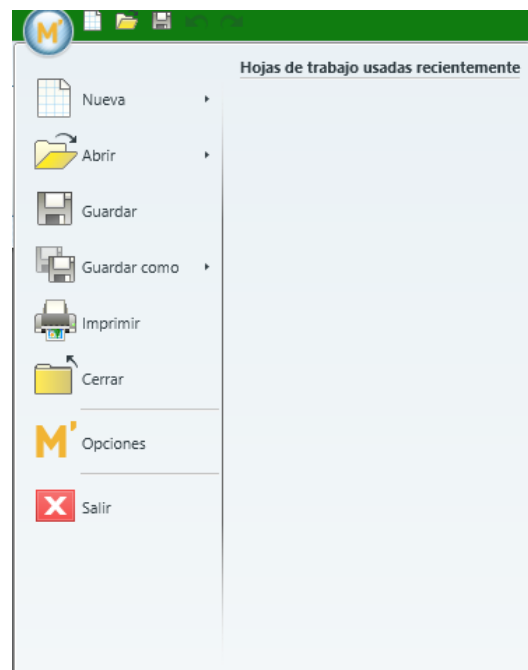 M'
Hojas de trabajo usadas recientemente
Nueva
Abrir
Guardar
Guardar como
Imprimir
Cerrar
M'
Opciones
Salir